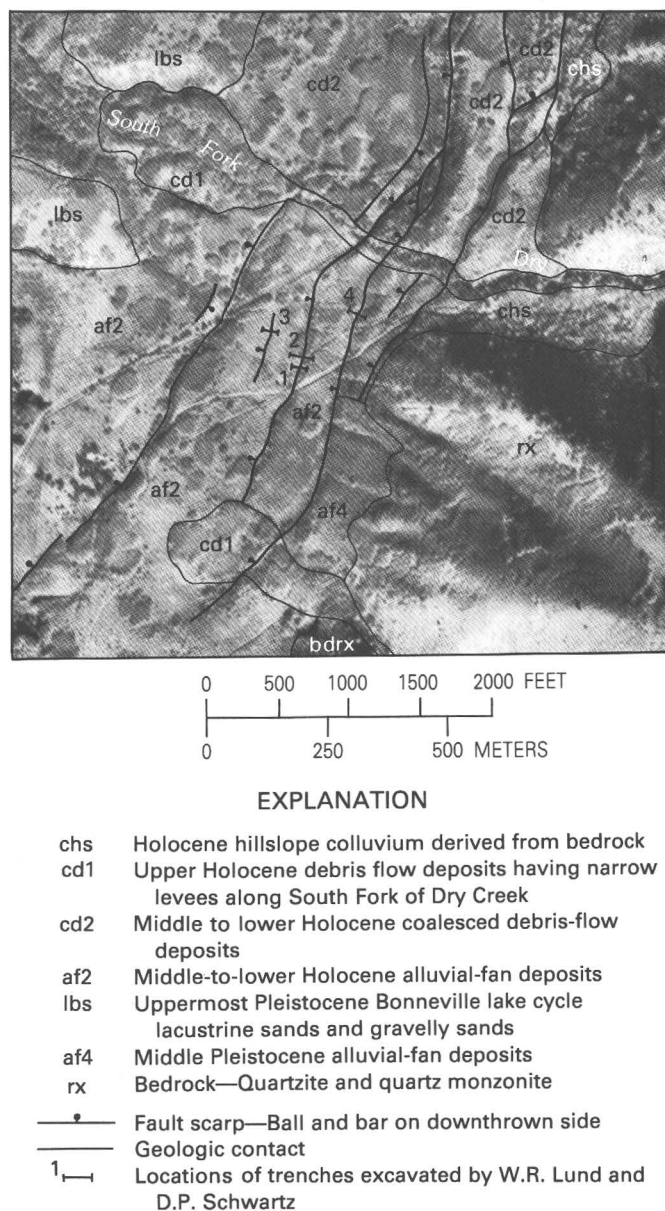 lbs
cd2
cd2
cd2
chs
South
Fork
cd1
lbs
cd2
Dry
af2
chs
4
3
2
1
af2
rx
af2
af4
cd1
bdrx
0 500 1000 1500 2000 FEET
0 250 500 METERS
EXPLANATION
chs Holocene hillslope colluvium derived from bedrock
cd1 Upper Holocene debris flow deposits having narrow
levees along South Fork of Dry Creek
cd2 Middle to lower Holocene coalesced debris-flow
deposits
af2 Middle-to-lower Holocene alluvial-fan deposits
lbs Uppermost Pleistocene Bonneville lake cycle
lacustrine sands and gravelly sands
af4 Middle Pleistocene alluvial-fan deposits
rx Bedrock—Quartzite and quartz monzonite
Fault scarp—Ball and bar on downthrown side
Geologic contact
1 Locations of trenches excavated by W.R. Lund and
D.P. Schwartz